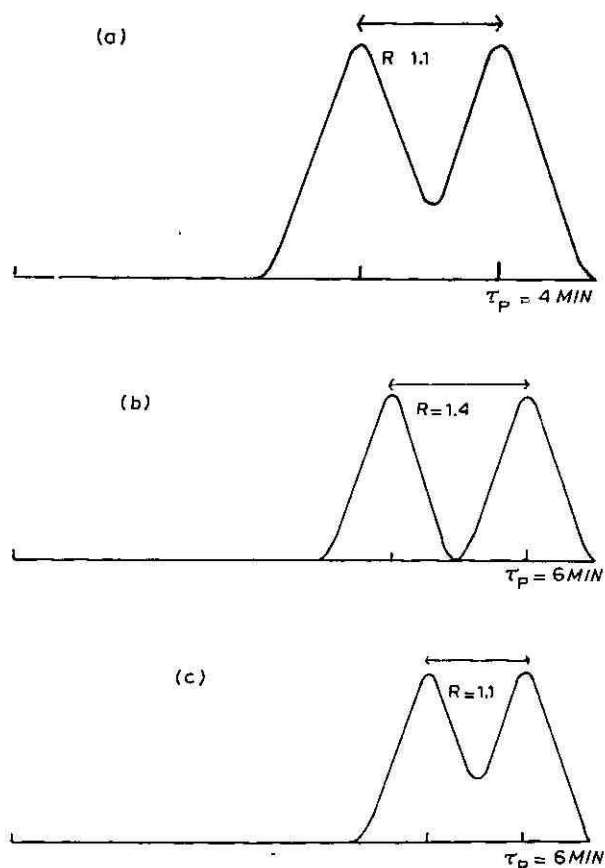 (a)
R 1.1
τP = 4 MIN
(b)
R = 1.4
τP = 6 MIN
(c)
R = 1.1
τP = 6 MIN